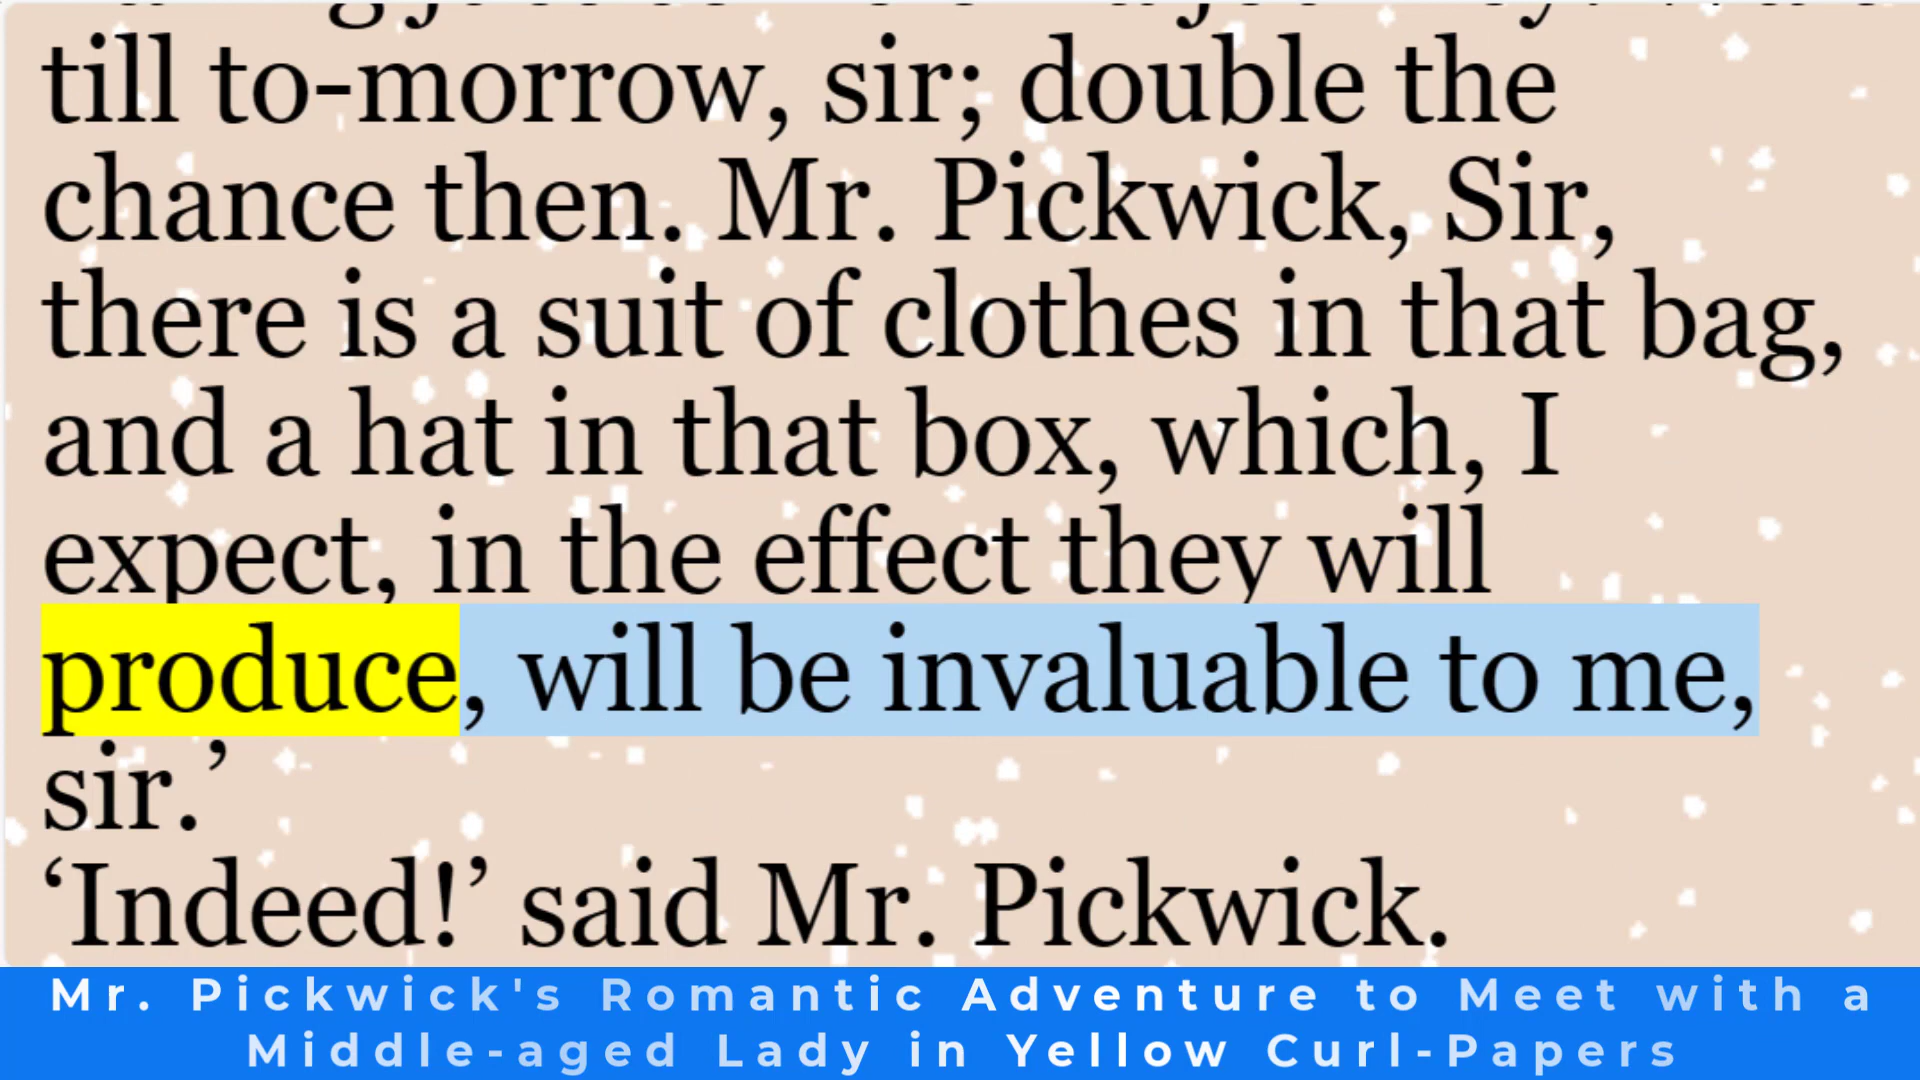 till to-morrow, sir; double the
chance then. Mr. Pickwick, Sir,
there is a suit of clothes in that bag,
and a hat in that box, which, I
expect, in the effect they will
produce, will be invaluable to me,
sir.’
‘Indeed!’ said Mr. Pickwick.
Mr. Pickwick's Romantic Adventure to Meet with a
Middle-aged Lady in Yellow Curl-Papers